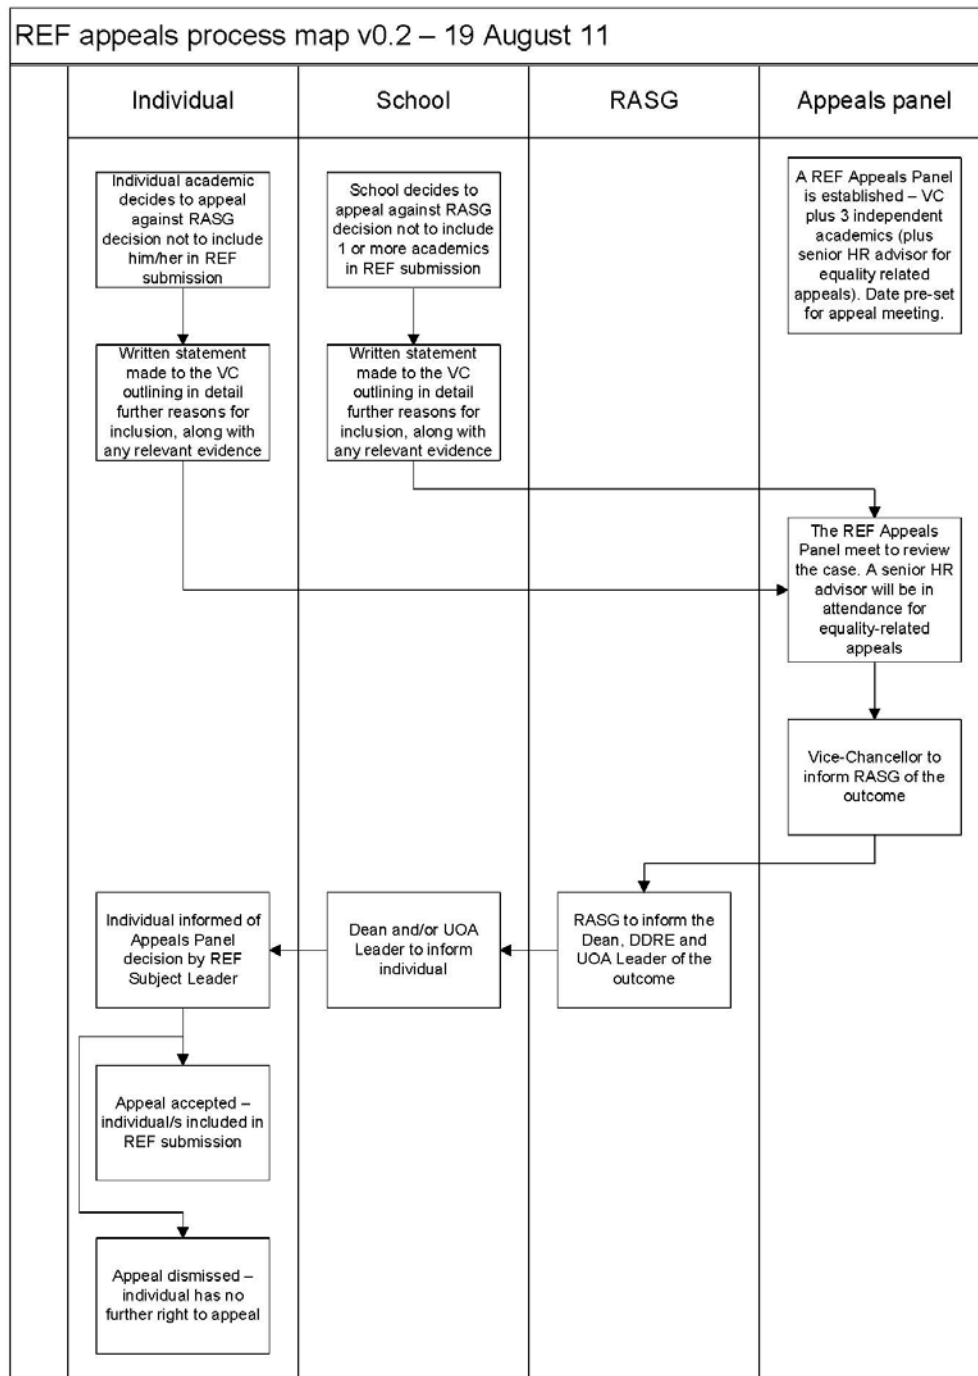 REF appeals process map v0.2 – 19 August 11
Individual
School
RASG
Appeals panel
Individual academic
decides to appeal
against RASG
decision not to include
him/her in REF
submission
School decides to
appeal against RASG
decision not to include
1 or more academics
in REF submission
A REF Appeals Panel
is established – VC
plus 3 independent
academics (plus
senior HR advisor for
equality related
appeals). Date pre-set
for appeal meeting.
Written statement
made to the VC
outlining in detail
further reasons for
inclusion, along with
any relevant evidence
Written statement
made to the VC
outlining in detail
further reasons for
inclusion, along with
any relevant evidence
The REF Appeals
Panel meet to review
the case. A senior HR
advisor will be in
attendance for
equality-related
appeals
Vice-Chancellor to
inform RASG of the
outcome
Individual informed of
Appeals Panel
decision by REF
Subject Leader
Dean and/or UOA
Leader to inform
individual
RASG to inform the
Dean, DDRE and
UOA Leader of the
outcome
Appeal accepted –
individual/s included in
REF submission
Appeal dismissed –
individual has no
further right to appeal